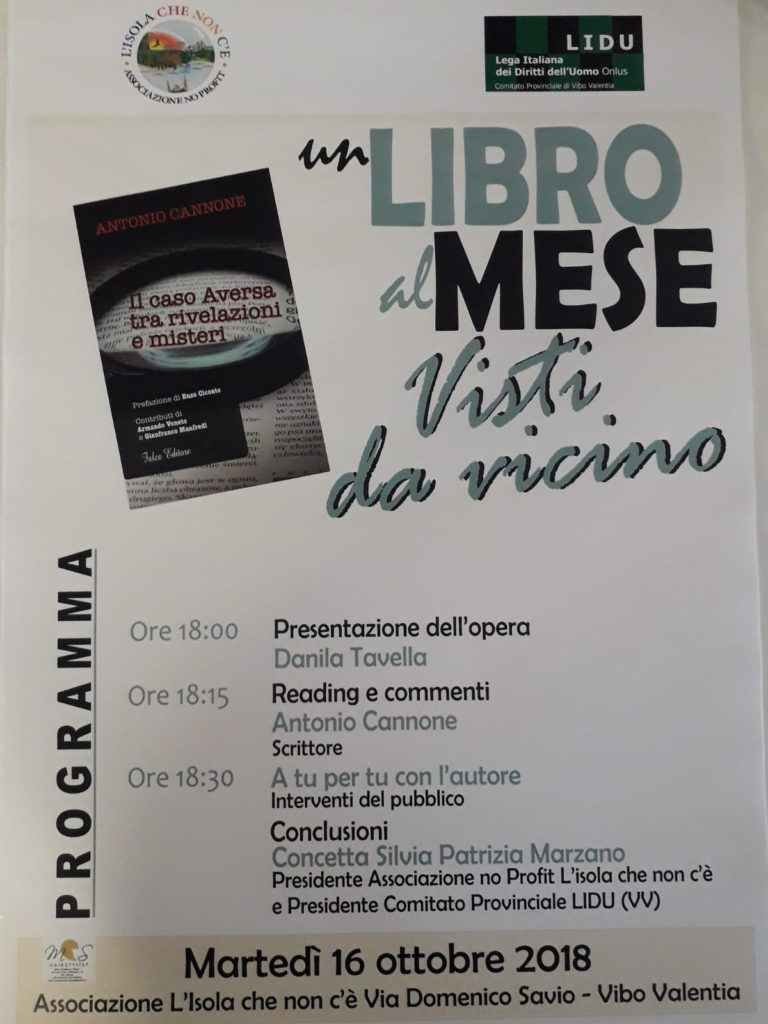 L'ISOLA CHE NON C'E'
ASSOCIAZIONE NO PROFIT
LIDU
Lega Italiana
dei Diritti dell'Uomo Onlus
Comitato Provinciale di Vibo Valentia
un LIBRO
al MESE
Visti
da vicino
ANTONIO CANNONE
Il caso Aversa
tra rivelazioni
e misteri
Prefazione di Enzo Ciconte
Contributi di
Armando Veneto
e Gianfranco Manfredi
Falco Editore
PROGRAMMA
Ore 18:00 Presentazione dell'opera
Danila Tavella
Ore 18:15 Reading e commenti
Antonio Cannone
Scrittore
Ore 18:30 A tu per tu con l'autore
Interventi del pubblico
Conclusioni
Concetta Silvia Patrizia Marzano
Presidente Associazione no Profit L'isola che non c'è
e Presidente Comitato Provinciale LIDU (VV)
Martedì 16 ottobre 2018
Associazione L'Isola che non c'è Via Domenico Savio - Vibo Valentia